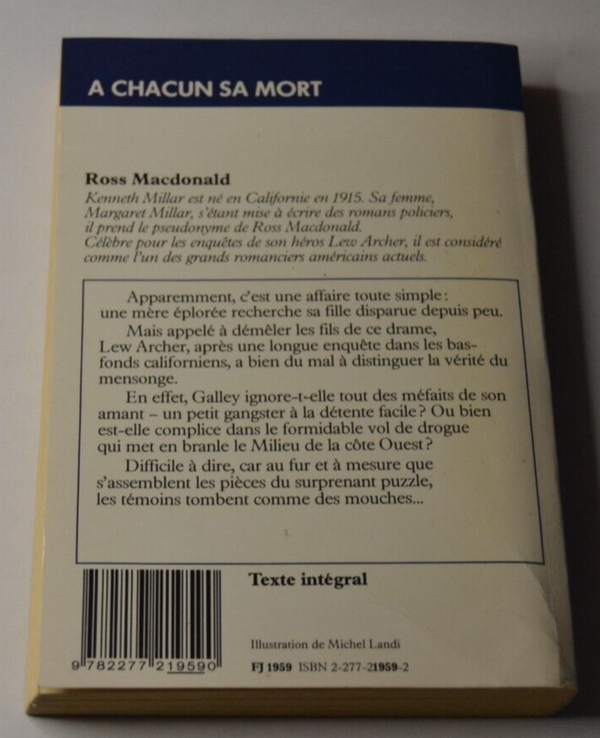 A CHACUN SA MORT
Ross Macdonald
Kenneth Millar est né en Californie en 1915. Sa femme,
Margaret Millar, s'étant mise à écrire des romans policiers,
il prend le pseudonyme de Ross Macdonald.
Célèbre pour les enquêtes de son héros Lew Archer, il est considéré
comme l'un des grands romanciers américains actuels.
Apparemment, c'est une affaire toute simple :
une mère éplorée recherche sa fille disparue depuis peu.
Mais appelé à démêler les fils de ce drame,
Lew Archer, après une longue enquête dans les bas-
fonds californiens, a bien du mal à distinguer la vérité du
mensonge.
En effet, Galley ignore-t-elle tout des méfaits de son
amant – un petit gangster à la détente facile ? Ou bien
est-elle complice dans le formidable vol de drogue
qui met en branle le Milieu de la côte Ouest ?
Difficile à dire, car au fur et à mesure que
s'assemblent les pièces du surprenant puzzle,
les témoins tombent comme des mouches...
Texte intégral
Illustration de Michel Landi
9 782277 219590
FJ 1959 ISBN 2-277-21959-2